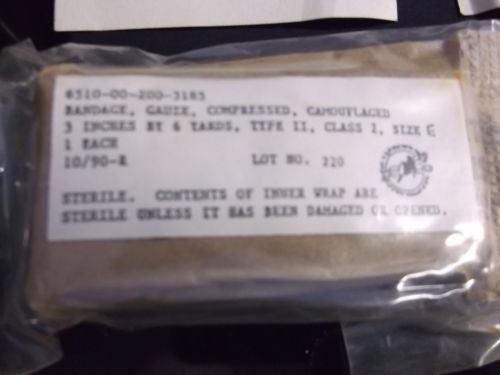 6510-00-200-3185
BANDAGE, GAUZE, COMPRESSED, CAMOUFLAGED
3 INCHES BY 6 YARDS, TYPE II, CLASS 2, SIZE E
1 EACH
10/90-R LOT NO. 220
STERILE. CONTENTS OF INNER WRAP ARE
STERILE UNLESS IT HAS BEEN DAMAGED OR OPENED.